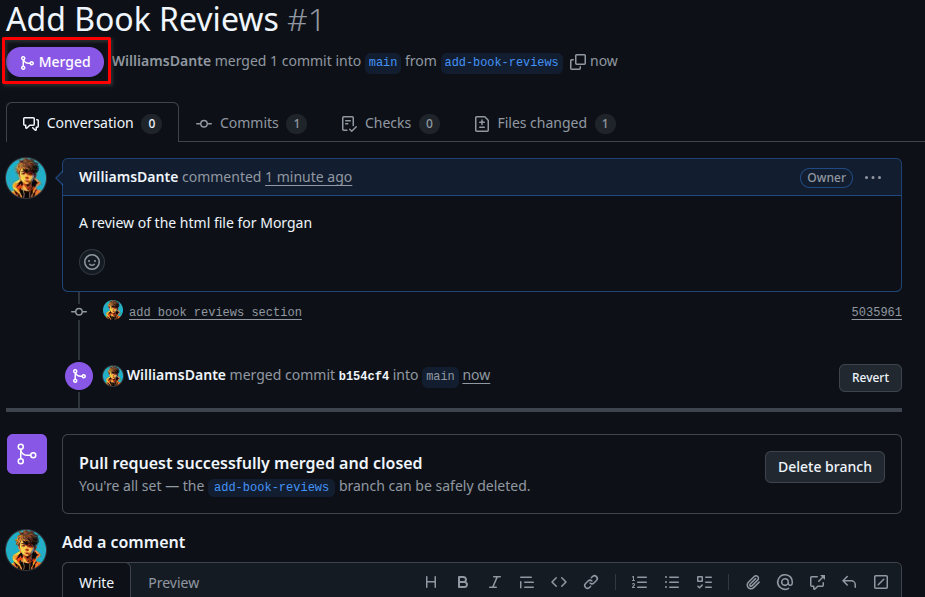 Add Book Reviews #1
Merged WilliamsDante merged 1 commit into main from add-book-reviews now
Conversation 0 Commits 1 Checks 0 Files changed 1
WilliamsDante commented 1 minute ago Owner
A review of the html file for Morgan
add book reviews section 5035961
WilliamsDante merged commit b154cf4 into main now Revert
Pull request successfully merged and closed
You're all set — the add-book-reviews branch can be safely deleted.
Delete branch
Add a comment
Write Preview